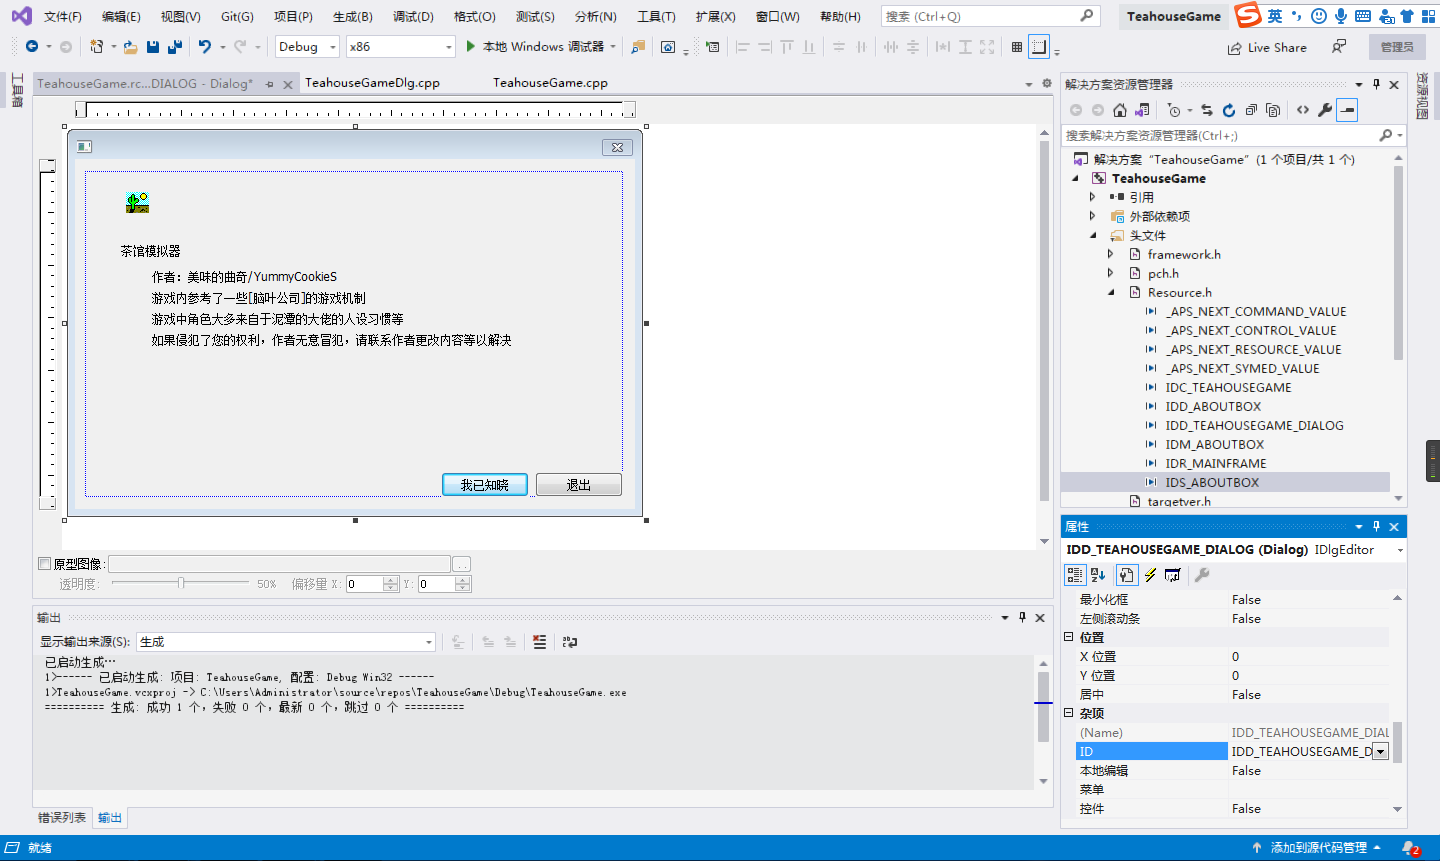 文件(F) 编辑(E) 视图(V) Git(G) 项目(P) 生成(B) 调试(D) 格式(O) 测试(S) 分析(N) 工具(T) 扩展(X) 窗口(W) 帮助(H) 搜索 (Ctrl+Q) TeahouseGame 英
Debug x86 本地 Windows 调试器 Live Share 管理员
工具箱
TeahouseGame.rc...DIALOG - Dialog* TeahouseGameDlg.cpp TeahouseGame.cpp
茶馆模拟器
作者：美味的曲奇/YummyCookieS
游戏内参考了一些[脑叶公司]的游戏机制
游戏中角色大多来自于泥潭的大佬的人设习惯等
如果侵犯了您的权利，作者无意冒犯，请联系作者更改内容等以解决
我已知晓 退出
原型图像: ...
透明度: 50% 偏移量 X: 0 Y: 0
输出
显示输出来源(S): 生成
已启动生成…
1>------ 已启动生成: 项目: TeahouseGame, 配置: Debug Win32 ------
1>TeahouseGame.vcxproj -> C:\Users\Administrator\source\repos\TeahouseGame\Debug\TeahouseGame.exe
========== 生成: 成功 1 个，失败 0 个，最新 0 个，跳过 0 个 ==========
错误列表 输出
解决方案资源管理器
搜索解决方案资源管理器(Ctrl+;)
解决方案“TeahouseGame”(1 个项目/共 1 个)
TeahouseGame
引用
外部依赖项
头文件
framework.h
pch.h
Resource.h
_APS_NEXT_COMMAND_VALUE
_APS_NEXT_CONTROL_VALUE
_APS_NEXT_RESOURCE_VALUE
_APS_NEXT_SYMED_VALUE
IDC_TEAHOUSEGAME
IDD_ABOUTBOX
IDD_TEAHOUSEGAME_DIALOG
IDM_ABOUTBOX
IDR_MAINFRAME
IDS_ABOUTBOX
targetver.h
资源视图
属性
IDD_TEAHOUSEGAME_DIALOG (Dialog) IDlgEditor
最小化框 False
左侧滚动条 False
位置
X 位置 0
Y 位置 0
居中 False
杂项
(Name) IDD_TEAHOUSEGAME_DIAL
ID IDD_TEAHOUSEGAME_D
本地编辑 False
菜单
控件 False
就绪 添加到源代码管理 2